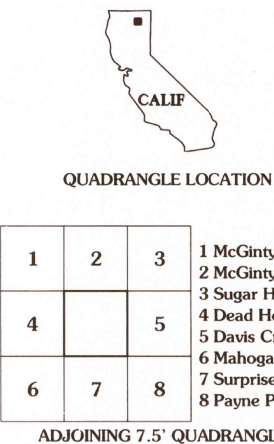 CALIF
QUADRANGLE LOCATION
1 2 3
4 5
6 7 8
1 McGinty
2 McGinty
3 Sugar H
4 Dead He
5 Davis Cr
6 Mahoga
7 Surprise
8 Payne P
ADJOINING 7.5' QUADRANGL